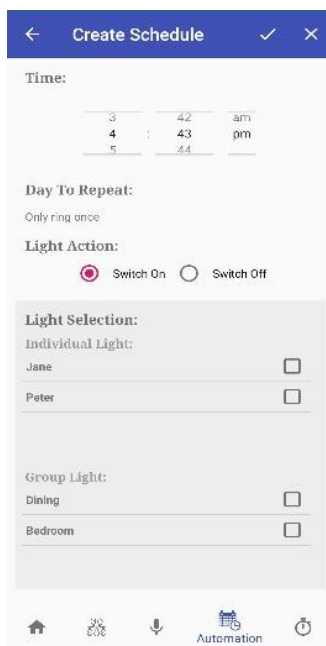 Create Schedule
Time:
3 42 am
4 : 43 pm
5 44
Day To Repeat:
Only ring once
Light Action:
Switch On Switch Off
Light Selection:
Individual Light:
Jane
Peter
Group Light:
Dining
Bedroom
Automation